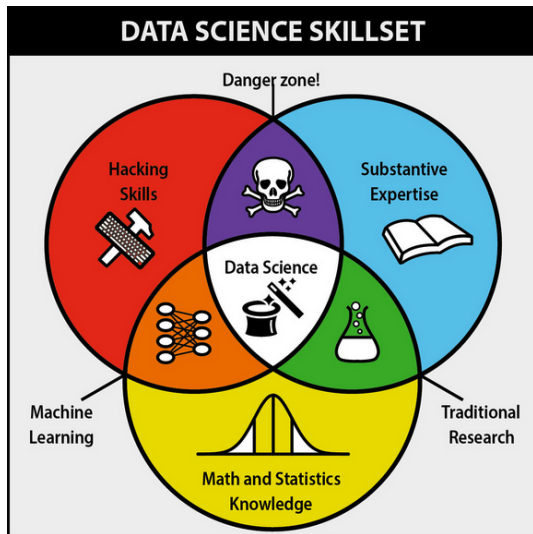 DATA SCIENCE SKILLSET
Danger zone!
Hacking
Skills
Substantive
Expertise
Data Science
Machine
Learning
Traditional
Research
Math and Statistics
Knowledge